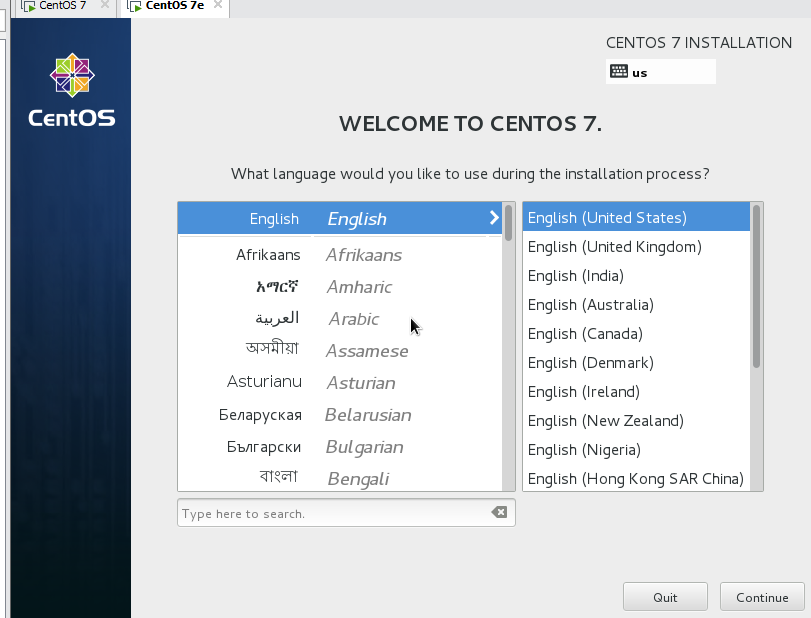 CentOS 7 CentOS 7e
CentOS
CENTOS 7 INSTALLATION
us
WELCOME TO CENTOS 7.
What language would you like to use during the installation process?
English English
Afrikaans Afrikaans
አማርኛ Amharic
العربية Arabic
অসমীয়া Assamese
Asturianu Asturian
Беларуская Belarusian
Български Bulgarian
বাংলা Bengali
English (United States)
English (United Kingdom)
English (India)
English (Australia)
English (Canada)
English (Denmark)
English (Ireland)
English (New Zealand)
English (Nigeria)
English (Hong Kong SAR China)
Type here to search.
Quit Continue